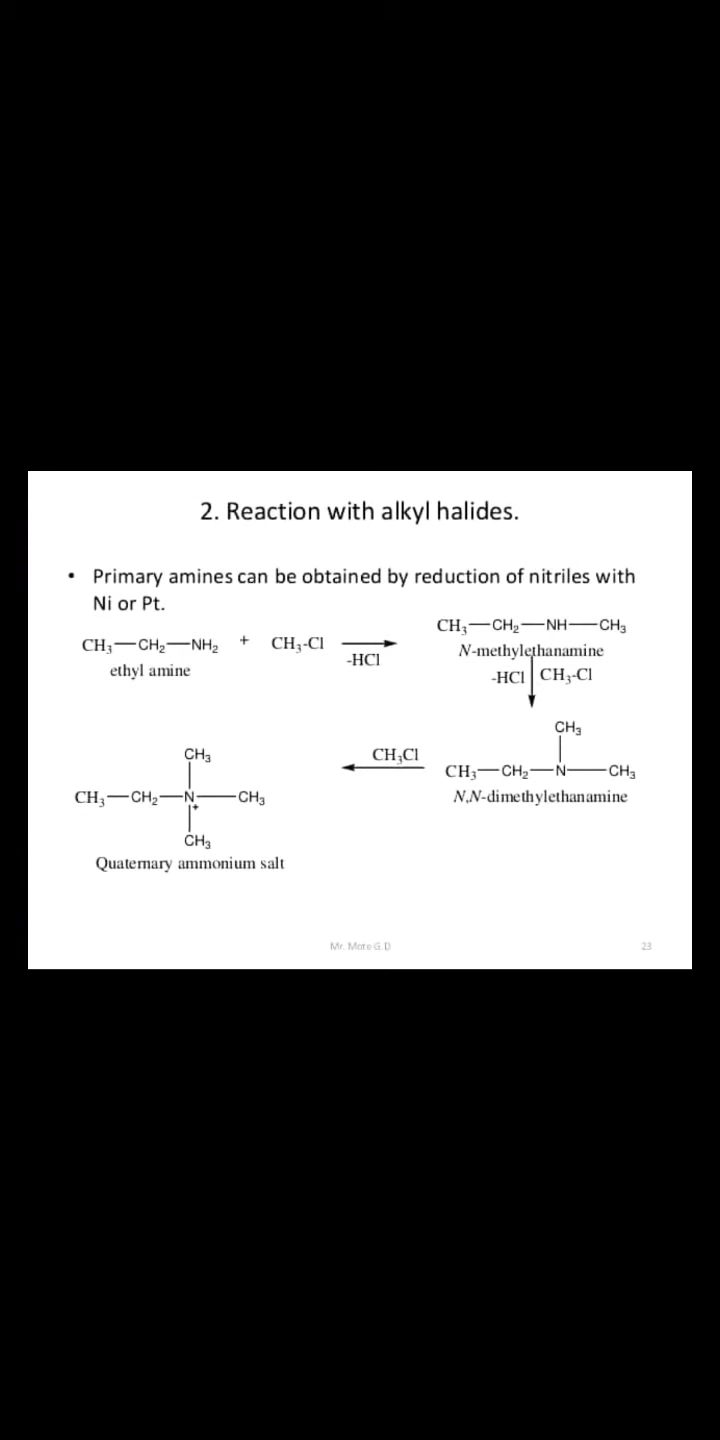 2. Reaction with alkyl halides.
• Primary amines can be obtained by reduction of nitriles with
Ni or Pt.
CH₃—CH₂—NH₂ + CH₃-Cl
-HCl
ethyl amine
CH₃—CH₂—NH—CH₃
N-methylethanamine
-HCl CH₃-Cl
CH₃
CH₃—CH₂—N—CH₃
N,N-dimethylethanamine
CH₃Cl
CH₃
CH₃—CH₂—N—CH₃
+
CH₃
Quaternary ammonium salt
Mr. Mote G.D
23